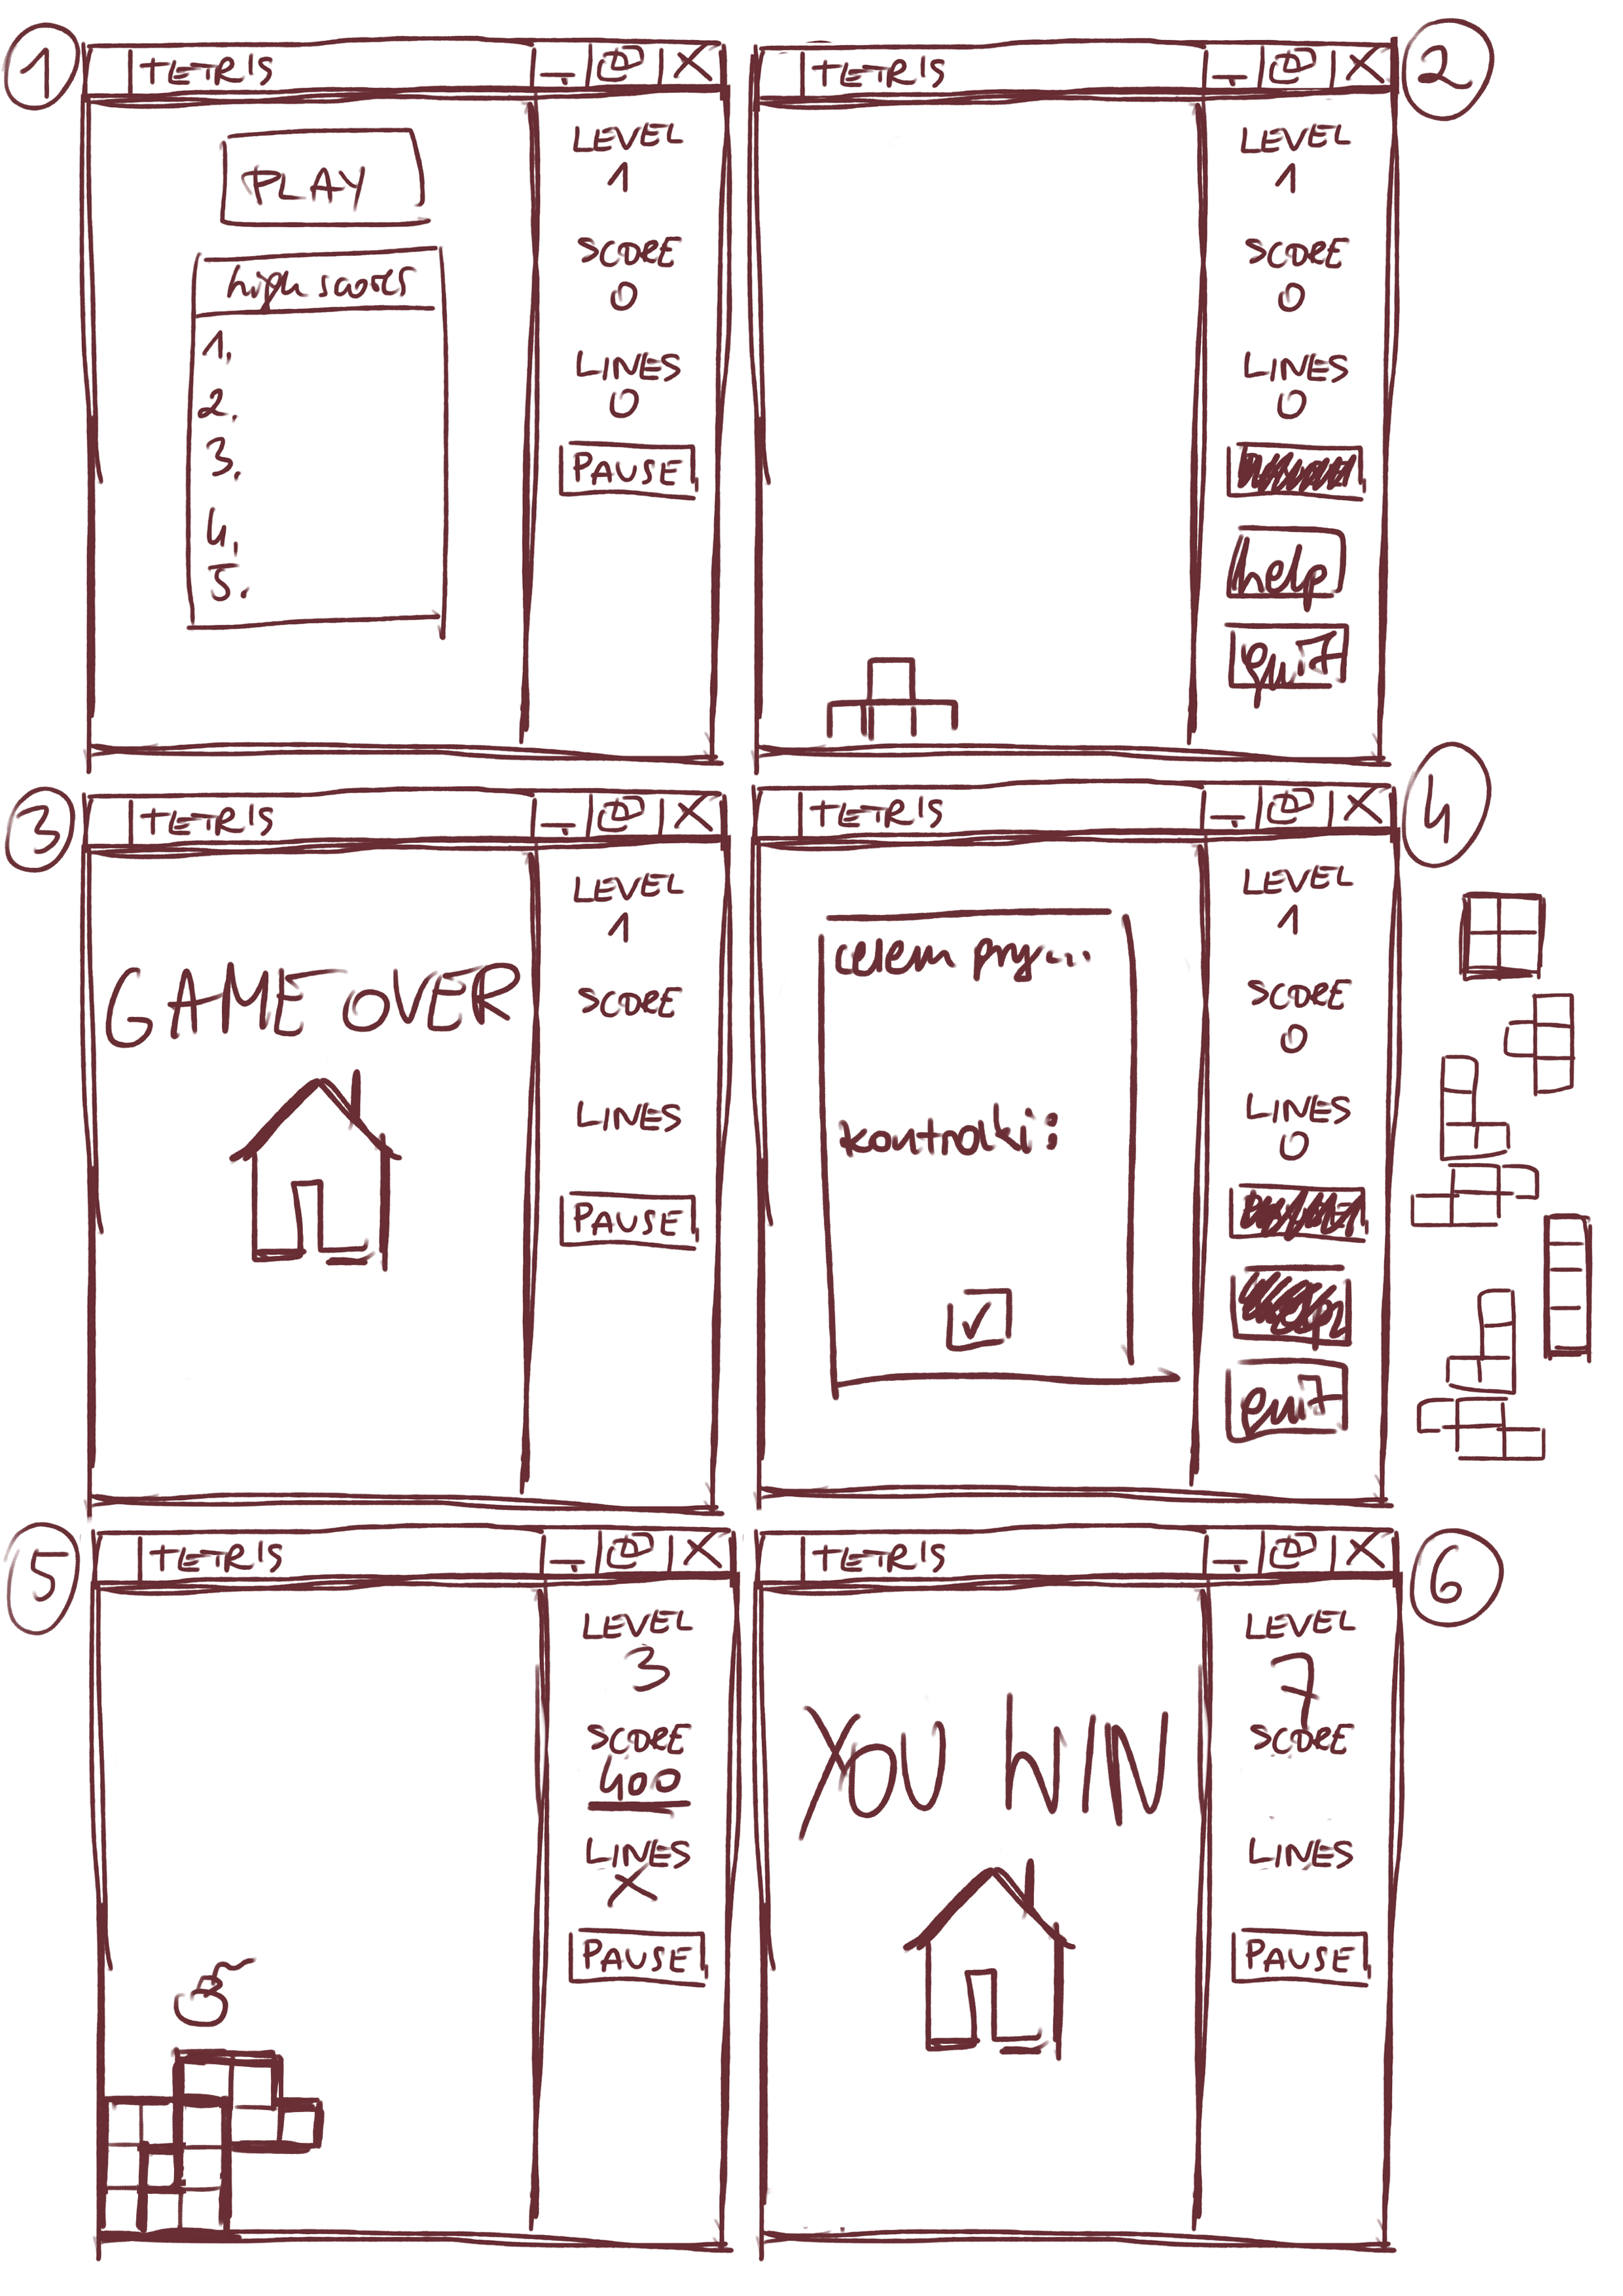 1
TETRIS
PLAY
high scores
1.
2.
3.
4.
5.
LEVEL
1
SCORE
0
LINES
0
PAUSE
2
TETRIS
LEVEL
1
SCORE
0
LINES
0
help
quit
3
TETRIS
GAME OVER
LEVEL
1
SCORE
LINES
PAUSE
4
TETRIS
celem pry...
kontrolki:
LEVEL
1
SCORE
0
LINES
0
quit
5
TETRIS
LEVEL
3
SCORE
400
LINES
X
PAUSE
6
TETRIS
YOU WIN
LEVEL
7
SCORE
LINES
PAUSE